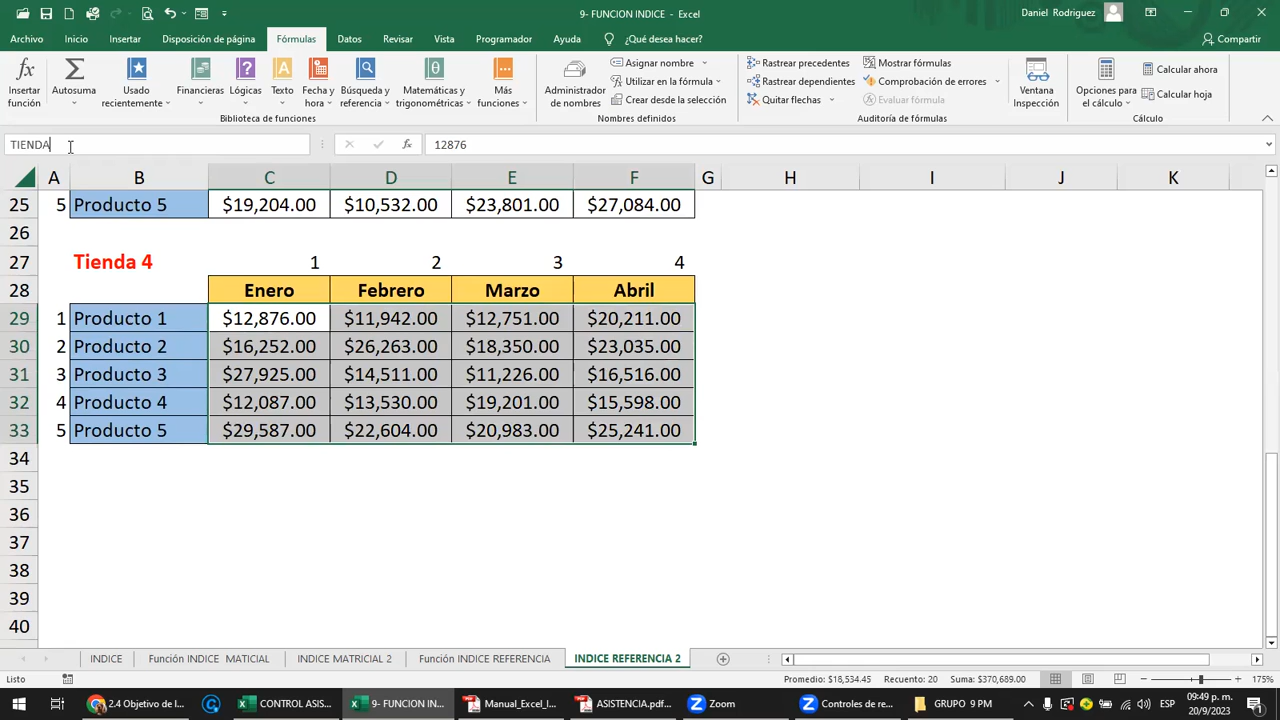 9- FUNCION INDICE - Excel
Daniel Rodriguez
Archivo Inicio Insertar Disposición de página Fórmulas Datos Revisar Vista Programador Ayuda ¿Qué desea hacer? Compartir
Insertar función
Autosuma
Usado recientemente
Financieras
Lógicas
Texto
Fecha y hora
Búsqueda y referencia
Matemáticas y trigonométricas
Más funciones
Biblioteca de funciones
Administrador de nombres
Asignar nombre
Utilizar en la fórmula
Crear desde la selección
Nombres definidos
Rastrear precedentes
Rastrear dependientes
Quitar flechas
Mostrar fórmulas
Comprobación de errores
Evaluar fórmula
Auditoría de fórmulas
Ventana Inspección
Opciones para el cálculo
Calcular ahora
Calcular hoja
Cálculo
TIENDA fx 12876
A B C D E F G H I J K
25 5 Producto 5 $19,204.00 $10,532.00 $23,801.00 $27,084.00
26
27 Tienda 4 1 2 3 4
28 Enero Febrero Marzo Abril
29 1 Producto 1 $12,876.00 $11,942.00 $12,751.00 $20,211.00
30 2 Producto 2 $16,252.00 $26,263.00 $18,350.00 $23,035.00
31 3 Producto 3 $27,925.00 $14,511.00 $11,226.00 $16,516.00
32 4 Producto 4 $12,087.00 $13,530.00 $19,201.00 $15,598.00
33 5 Producto 5 $29,587.00 $22,604.00 $20,983.00 $25,241.00
34
35
36
37
38
39
40
INDICE Función INDICE MATICIAL INDICE MATRICIAL 2 Función INDICE REFERENCIA INDICE REFERENCIA 2
Listo Promedio: $18,534.45 Recuento: 20 Suma: $370,689.00 175%
2.4 Objetivo de l... CONTROL ASIS... 9- FUNCION IN... Manual_Excel_I... ASISTENCIA.pdf... Zoom Controles de re... GRUPO 9 PM ESP 09:49 p. m.
20/9/2023